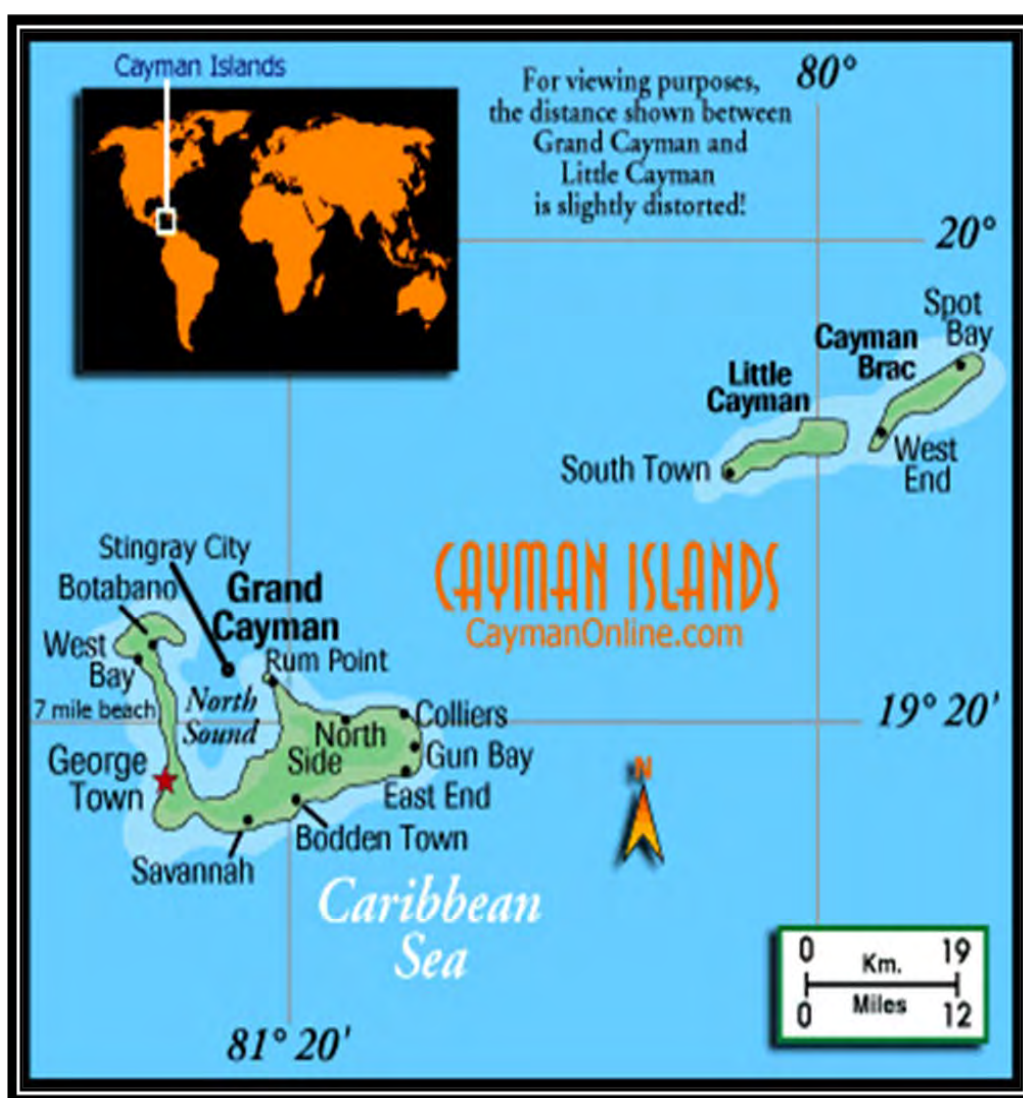 Cayman Islands
For viewing purposes,
the distance shown between
Grand Cayman and
Little Cayman
is slightly distorted!
80°
20°
Spot
Bay
Cayman
Brac
Little
Cayman
West
End
South Town
Stingray City
Botabano
Grand
Cayman
CAYMAN ISLANDS
CaymanOnline.com
West
Bay
Rum Point
7 mile beach
North
Sound
North
Side
Colliers
19° 20'
Gun Bay
George
Town
East End
N
Bodden Town
Savannah
Caribbean
Sea
0 19
Km.
Miles
0 12
81° 20'